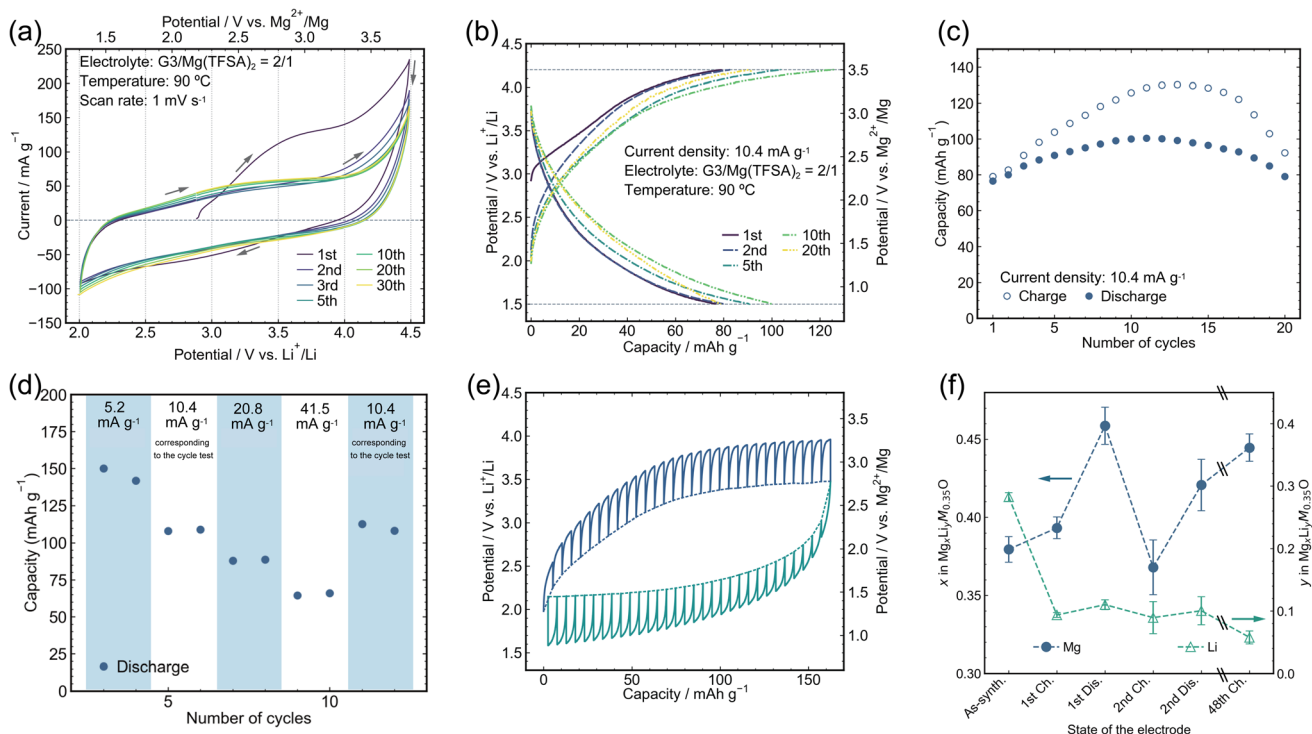 (a)
Potential / V vs. Mg²⁺/Mg
1.5 2.0 2.5 3.0 3.5
Electrolyte: G3/Mg(TFSA)₂ = 2/1
Temperature: 90 ºC
Scan rate: 1 mV s⁻¹
Current / mA g⁻¹
250
200
150
100
50
0
−50
−100
−150
1st
2nd
3rd
5th
10th
20th
30th
2.0 2.5 3.0 3.5 4.0 4.5
Potential / V vs. Li⁺/Li
(b)
Potential / V vs. Li⁺/Li
4.5
4.0
3.5
3.0
2.5
2.0
1.5
Current density: 10.4 mA g⁻¹
Electrolyte: G3/Mg(TFSA)₂ = 2/1
Temperature: 90 ºC
1st
2nd
5th
10th
20th
Potential / V vs. Mg²⁺/Mg
3.5
3.0
2.5
2.0
1.5
1.0
0 20 40 60 80 100 120
Capacity / mAh g⁻¹
(c)
Capacity (mAh g⁻¹)
140
120
100
80
60
40
20
0
Current density: 10.4 mA g⁻¹
Charge
Discharge
1 5 10 15 20
Number of cycles
(d)
Capacity (mAh g⁻¹)
200
175
150
125
100
75
50
25
0
5.2
mA g⁻¹
10.4
mA g⁻¹
corresponding
to the cycle test
20.8
mA g⁻¹
41.5
mA g⁻¹
10.4
mA g⁻¹
corresponding
to the cycle test
Discharge
5 10
Number of cycles
(e)
Potential / V vs. Li⁺/Li
4.5
4.0
3.5
3.0
2.5
2.0
1.5
Potential / V vs. Mg²⁺/Mg
3.5
3.0
2.5
2.0
1.5
1.0
0 50 100 150
Capacity / mAh g⁻¹
(f)
x in MgₓLiᵧM₀.₃₅O
0.45
0.40
0.35
0.30
Mg
Li
y in MgₓLiᵧM₀.₃₅O
0.4
0.3
0.2
0.1
0.0
As-synth.
1st Ch.
1st Dis.
2nd Ch.
2nd Dis.
48th Ch.
State of the electrode